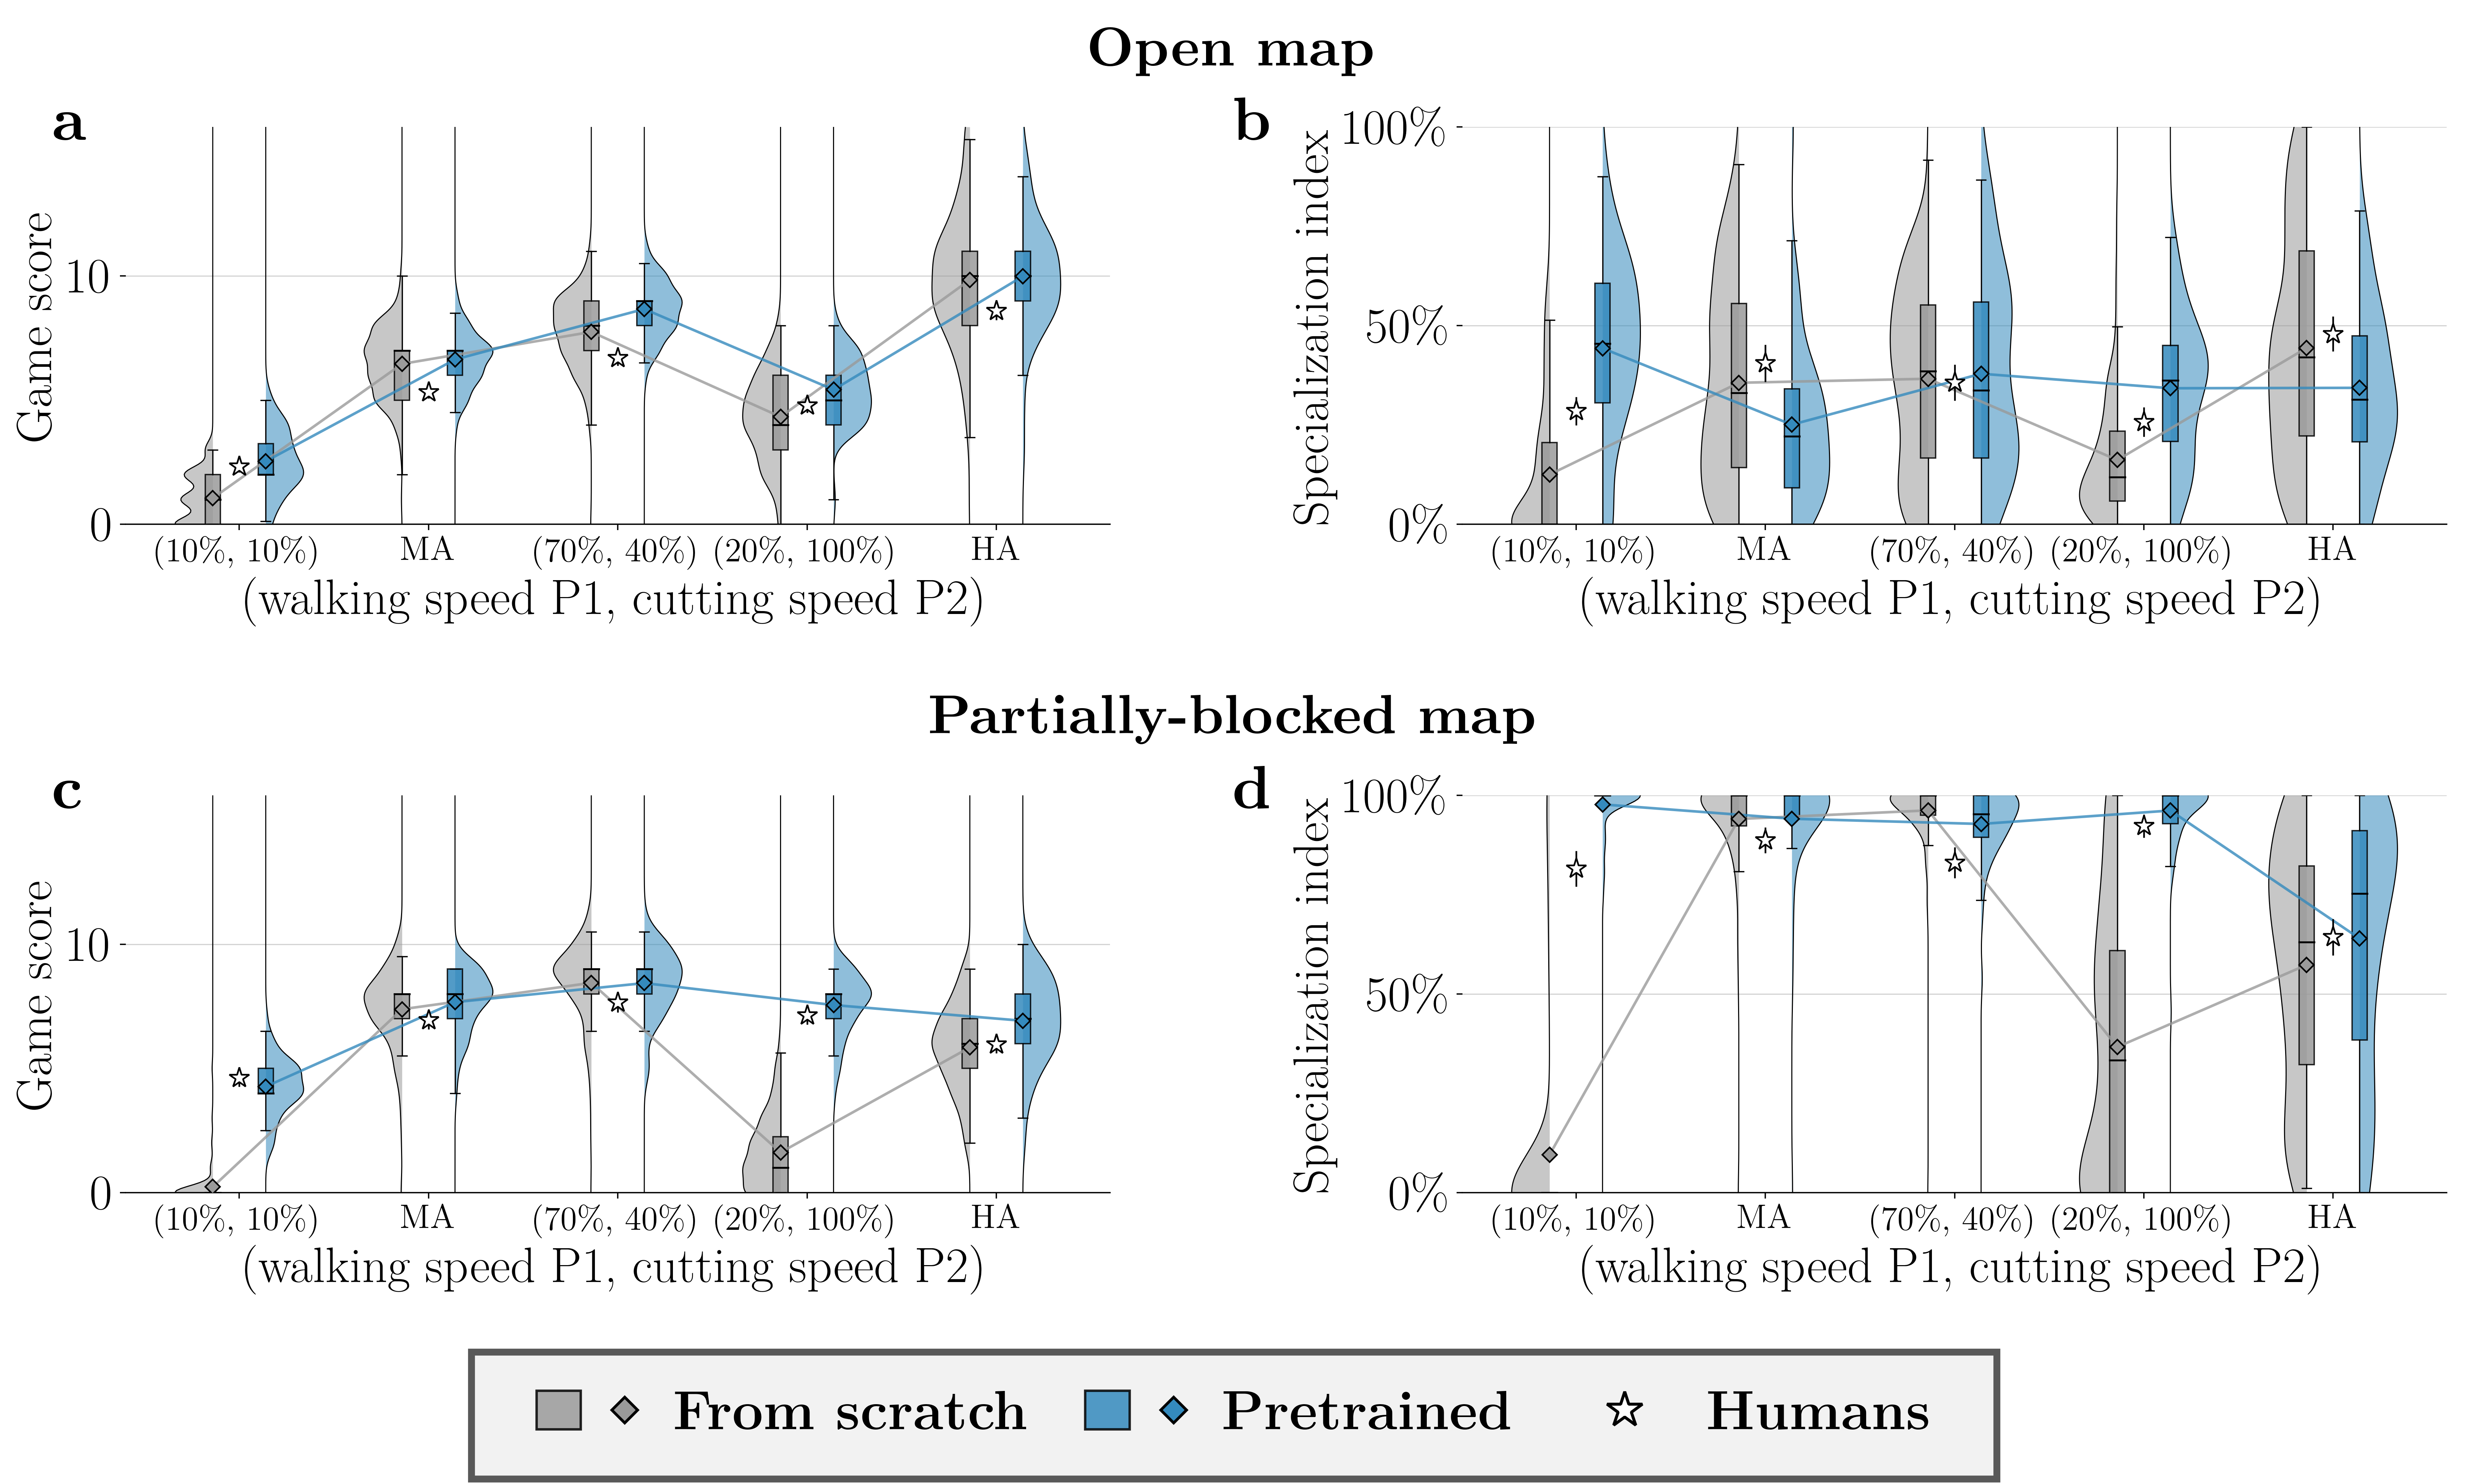 Open map
a
Game score
10
0
(10%, 10%) MA (70%, 40%) (20%, 100%) HA
(walking speed P1, cutting speed P2)
b
Specialization index
100%
50%
0%
(10%, 10%) MA (70%, 40%) (20%, 100%) HA
(walking speed P1, cutting speed P2)
Partially-blocked map
c
Game score
10
0
(10%, 10%) MA (70%, 40%) (20%, 100%) HA
(walking speed P1, cutting speed P2)
d
Specialization index
100%
50%
0%
(10%, 10%) MA (70%, 40%) (20%, 100%) HA
(walking speed P1, cutting speed P2)
From scratch Pretrained Humans